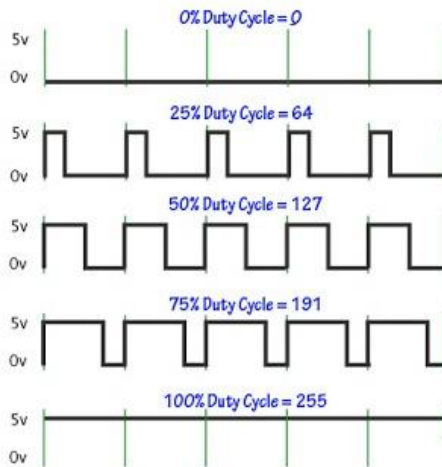 0% Duty Cycle = 0
5v
0v
25% Duty Cycle = 64
5v
0v
50% Duty Cycle = 127
5v
0v
75% Duty Cycle = 191
5v
0v
100% Duty Cycle = 255
5v
0v